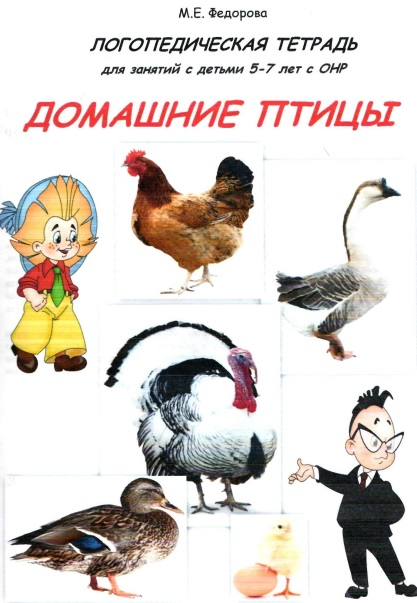 М.Е. Федорова
ЛОГОПЕДИЧЕСКАЯ ТЕТРАДЬ
для занятий с детьми 5-7 лет с ОНР
ДОМАШНИЕ ПТИЦЫ